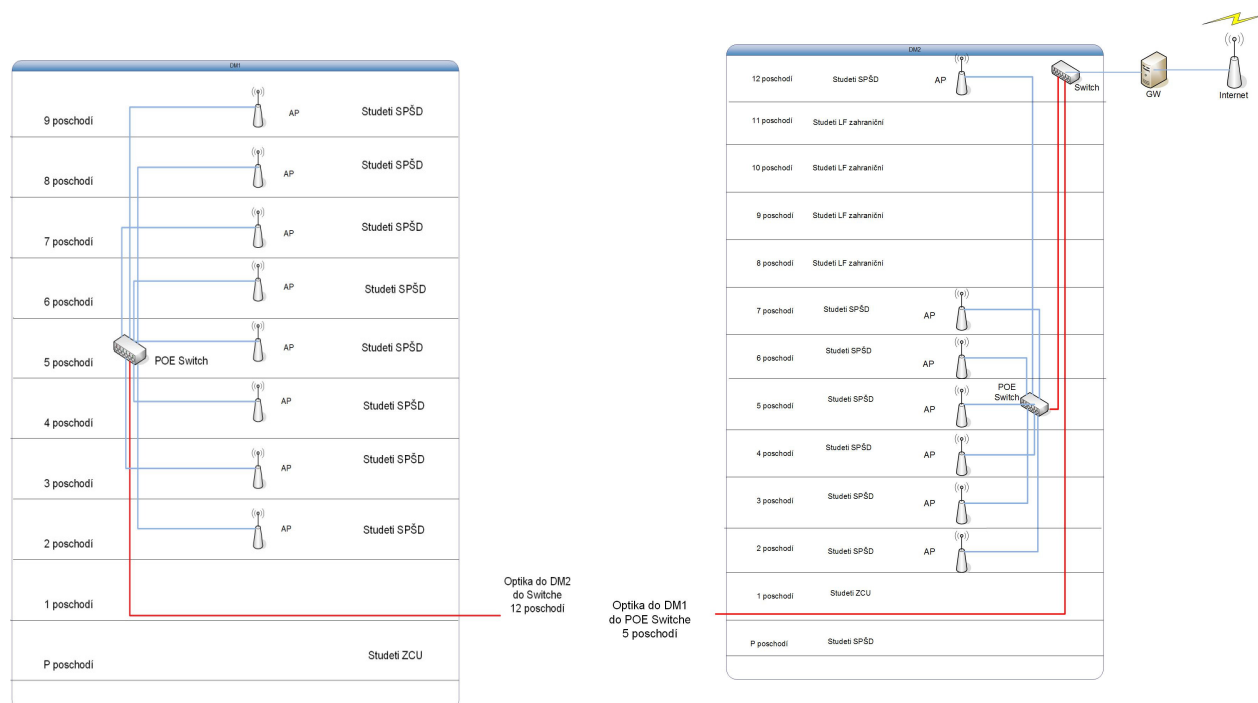 DM1
9 poschodí
AP
Studeti SPŠD
8 poschodí
AP
Studeti SPŠD
7 poschodí
AP
Studeti SPŠD
6 poschodí
AP
Studeti SPŠD
5 poschodí
POE Switch
AP
Studeti SPŠD
4 poschodí
AP
Studeti SPŠD
3 poschodí
AP
Studeti SPŠD
2 poschodí
AP
Studeti SPŠD
1 poschodí
P poschodí
Studeti ZCU
Optika do DM2
do Switche
12 poschodí
Optika do DM1
do POE Switche
5 poschodí
DM2
12 poschodí
Studeti SPŠD
AP
Switch
GW
Internet
11 poschodí
Studeti LF zahraniční
10 poschodí
Studeti LF zahraniční
9 poschodí
Studeti LF zahraniční
8 poschodí
Studeti LF zahraniční
7 poschodí
Studeti SPŠD
AP
6 poschodí
Studeti SPŠD
AP
5 poschodí
Studeti SPŠD
AP
POE
Switch
4 poschodí
Studeti SPŠD
AP
3 poschodí
Studeti SPŠD
AP
2 poschodí
Studeti SPŠD
AP
1 poschodí
Studeti ZCU
P poschodí
Studeti SPŠD